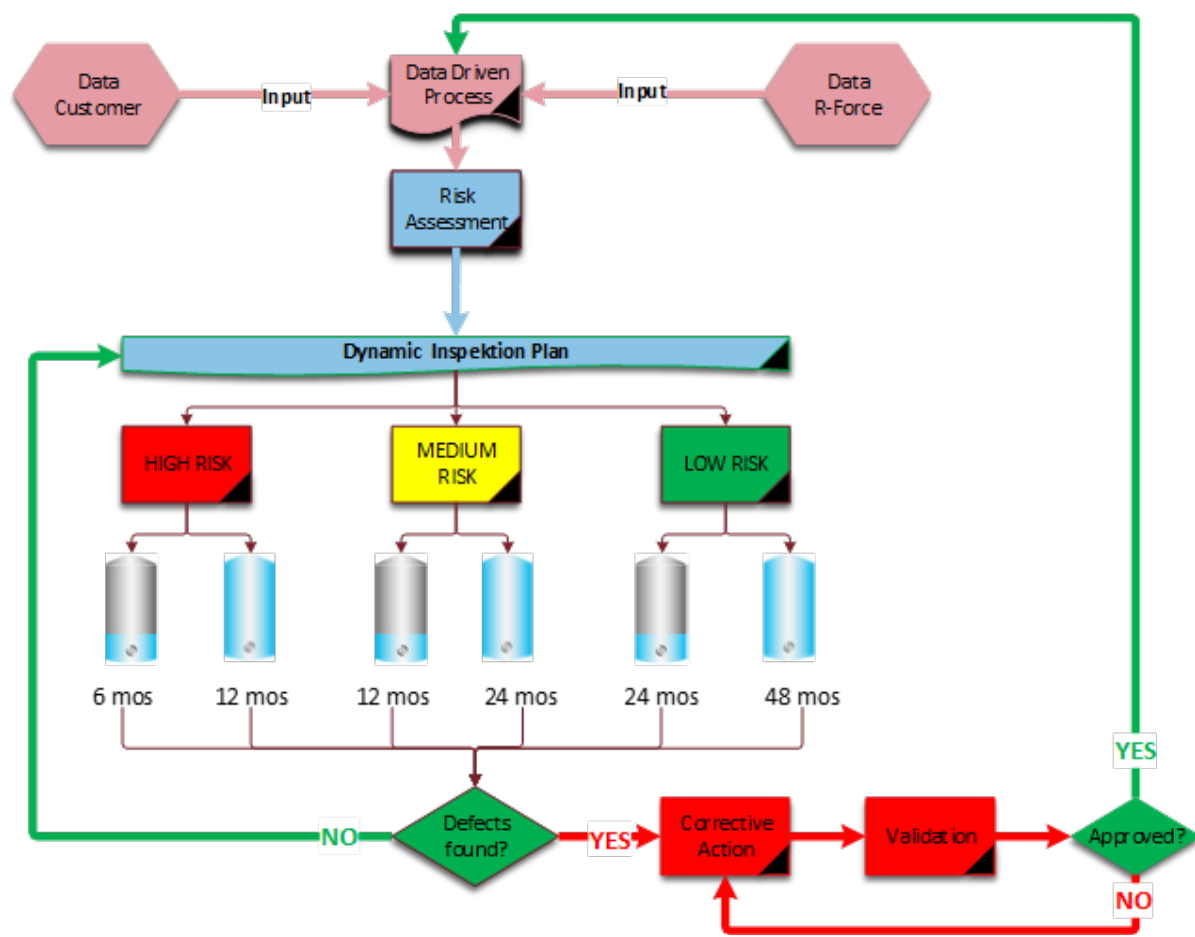 Data
Customer
Input
Data Driven
Process
Input
Data
R-Force
Risk
Assessment
Dynamic Inspektion Plan
HIGH RISK
MEDIUM
RISK
LOW RISK
6 mos
12 mos
12 mos
24 mos
24 mos
48 mos
YES
NO
Defects
found?
YES
Corrective
Action
Validation
Approved?
NO